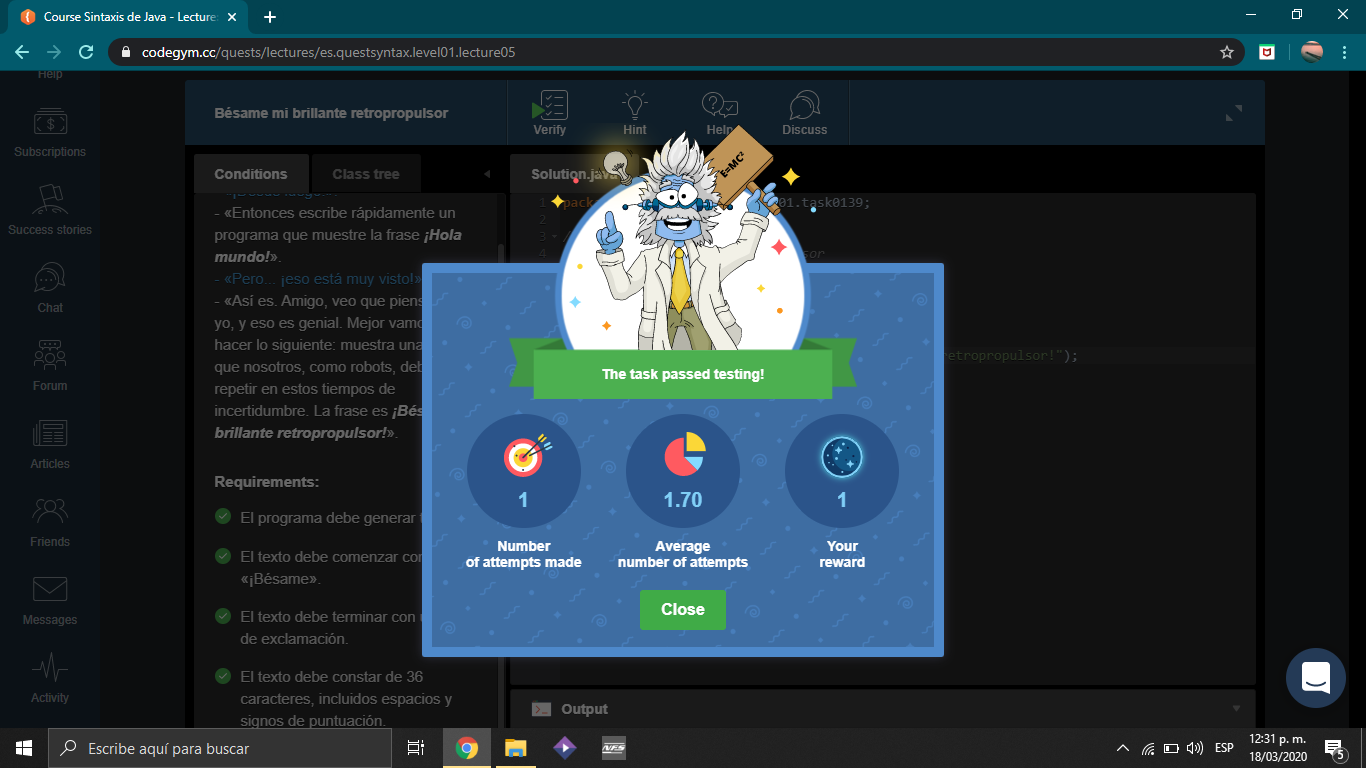 Course Sintaxis de Java - Lecture:
codegym.cc/quests/lectures/es.questsyntax.level01.lecture05
Help
Subscriptions
Success stories
Chat
Forum
Articles
Friends
Messages
Activity
Bésame mi brillante retropropulsor
Verify
Hint
Help
Discuss
Conditions
Class tree
- «Entonces escribe rápidamente un
programa que muestre la frase ¡Hola
mundo!».
- «Pero... ¡eso está muy visto!»
- «Así es. Amigo, veo que
yo, y eso es genial. Mejor
hacer lo siguiente: muestra una
que nosotros, como robots,
repetir en estos tiempos de
incertidumbre. La frase es
brillante retropropulsor!».
Requirements:
El programa debe generar
El texto debe comenzar
«¡Bésame».
El texto debe terminar con
de exclamación.
El texto debe constar de 36
caracteres, incluidos espacios y
signos de puntuación.
Solution.java
1
01.task0139;
2
3
4
retropropulsor!");
E=MC²
The task passed testing!
1
Number
of attempts made
1.70
Average
number of attempts
1
Your
reward
Close
Output
Escribe aquí para buscar
NFS
ESP
12:31 p. m.
18/03/2020
5